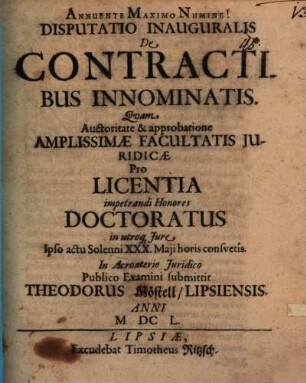 ANNUENTE MAXIMO NUMINE!
DISPUTATIO INAUGURALIS
De
CONTRACTI-
BUS INNOMINATIS.
Quam
Auctoritate & approbatione
AMPLISSIMÆ FACULTATIS JU-
RIDICÆ
Pro
LICENTIA
impetrandi Honores
DOCTORATUS
in utroq; Jure,
Ipso actu Solenni XXX. Maji horis consvetis.
In Acroaterio Juridico
Publico Examini submittit
THEODORUS Möstell / LIPSIENSIS.
ANNI
M DC L.
LIPSIÆ,
Excudebat Timotheus Ritzsch.